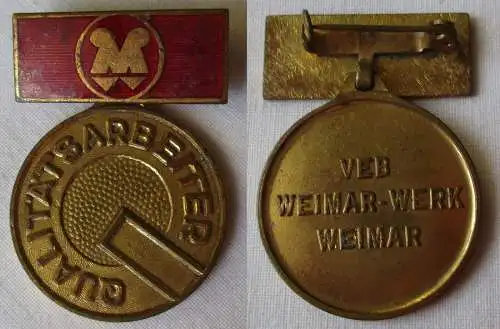 M
QUALITÄTSARBEITER
VEB
WEIMAR-WERK
WEIMAR